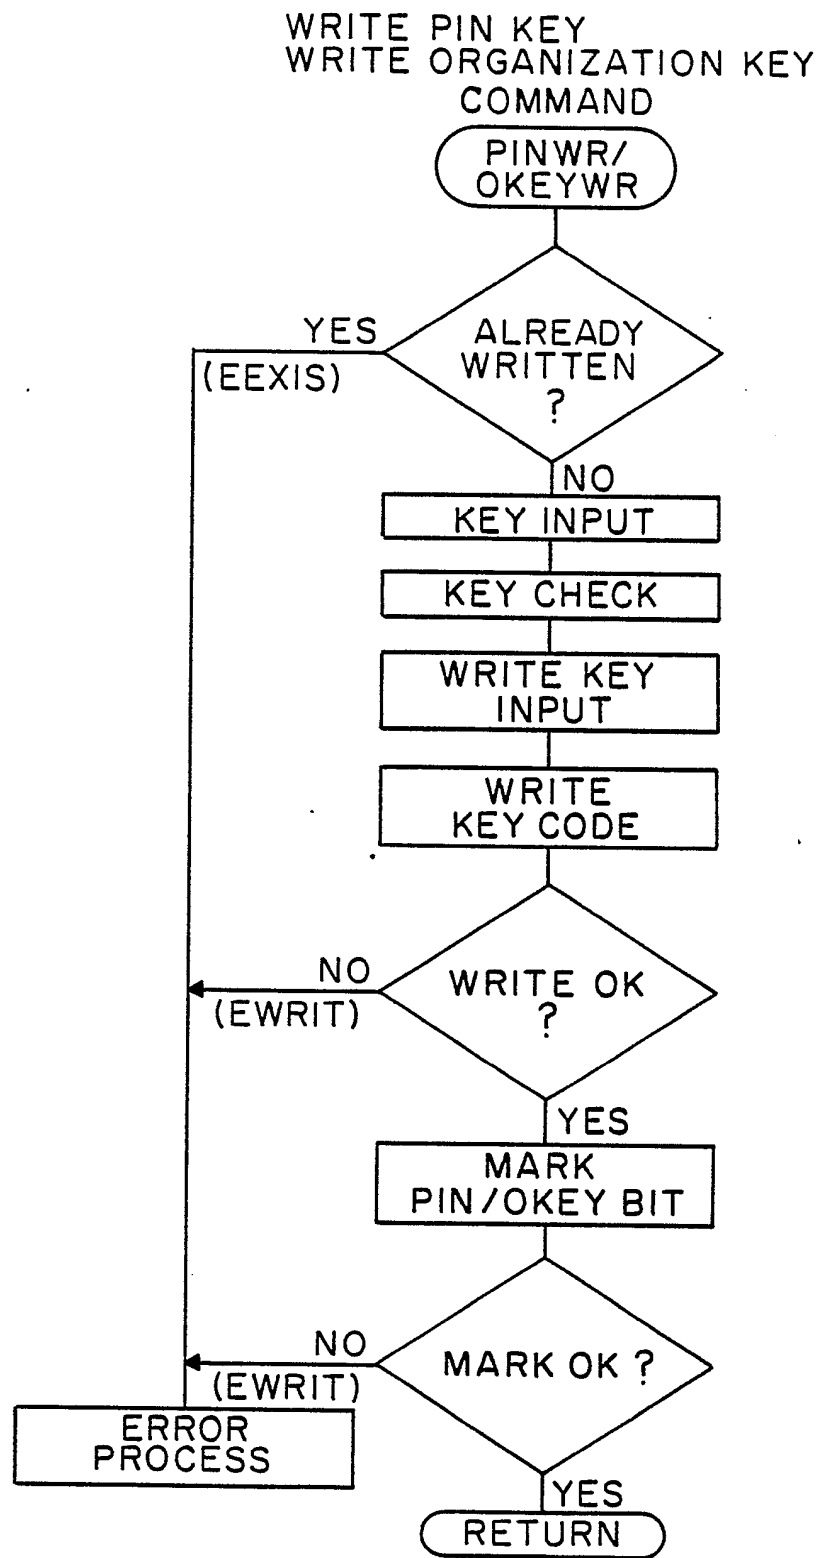 WRITE PIN KEY
WRITE ORGANIZATION KEY
COMMAND
PINWR/
OKEYWR
YES
(EEXIS)
ALREADY
WRITTEN
?
NO
KEY INPUT
KEY CHECK
WRITE KEY
INPUT
WRITE
KEY CODE
NO
(EWRIT)
WRITE OK
?
YES
MARK
PIN/OKEY BIT
NO
(EWRIT)
MARK OK ?
ERROR
PROCESS
YES
RETURN